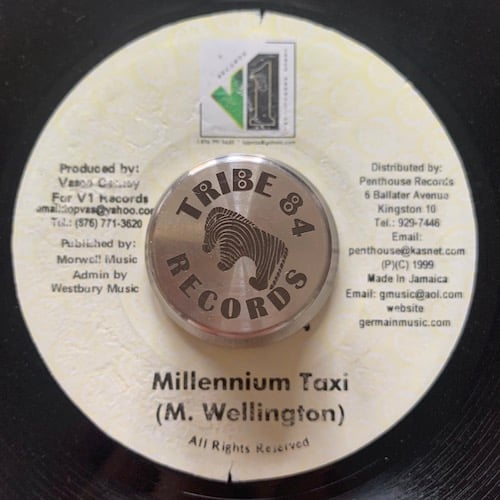 RECORDS
1
Produced by:
For V1 Records
Tel.: (876) 771-3620
Published by:
Morwell Music
Admin by
Westbury Music
TRIBE 84
RECORDS
Distributed by:
Penthouse Records
6 Ballater Avenue
Kingston 10
Tel.: 929-7446
Email:
penthouse@kasnet.com
(P)(C) 1999
Made In Jamaica
Email: gmusic@aol.com
website
germainmusic.com
Millennium Taxi
(M. Wellington)
All Rights Reserved